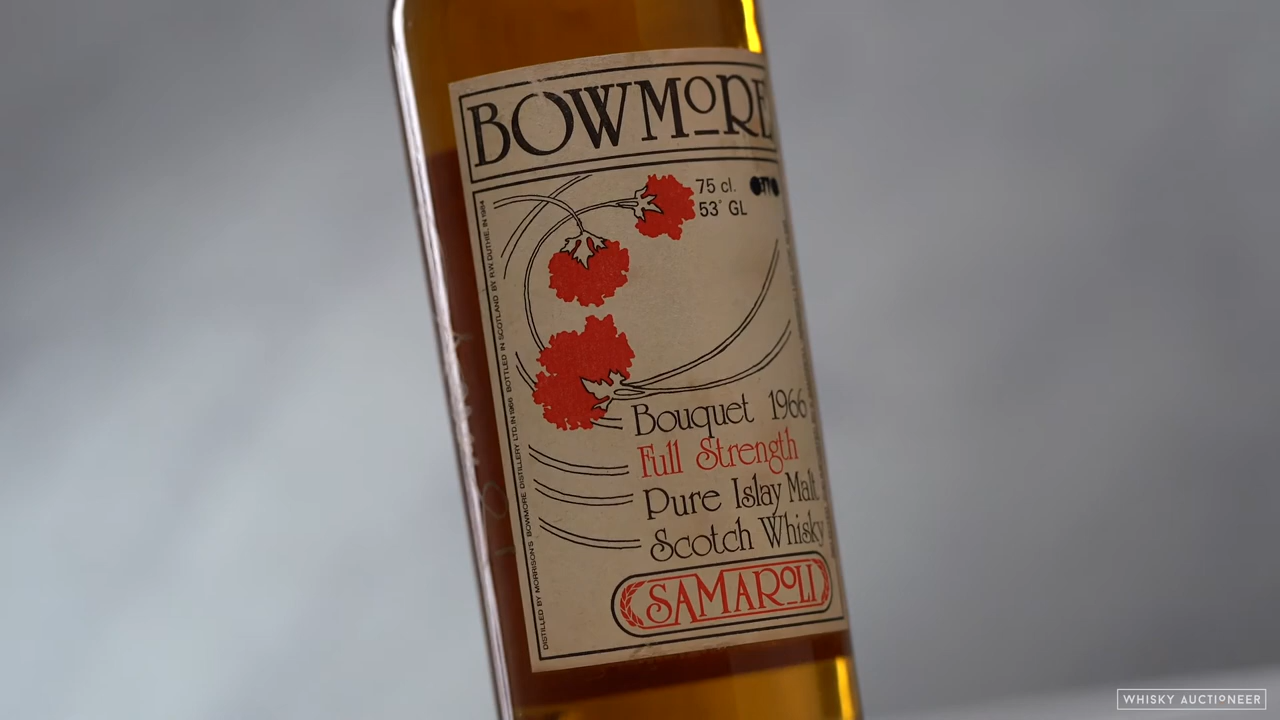 BOWMORE
75 cl.
53° GL
Bouquet 1966
Full Strength
Pure Islay Malt
Scotch Whisky
SAMAROLI
DISTILLED BY MORRISON'S BOWMORE DISTILLERY LTD. IN 1966 BOTTLED IN SCOTLAND BY R.W. DUTHIE, IN 1984
WHISKY AUCTIONEER